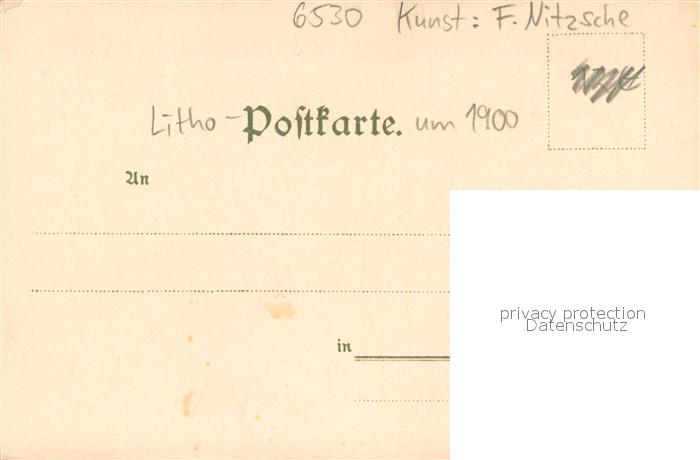 6530 Kunst: F. Nitzsche
Litho-Postkarte. um 1900
An
in
privacy protection
Datenschutz